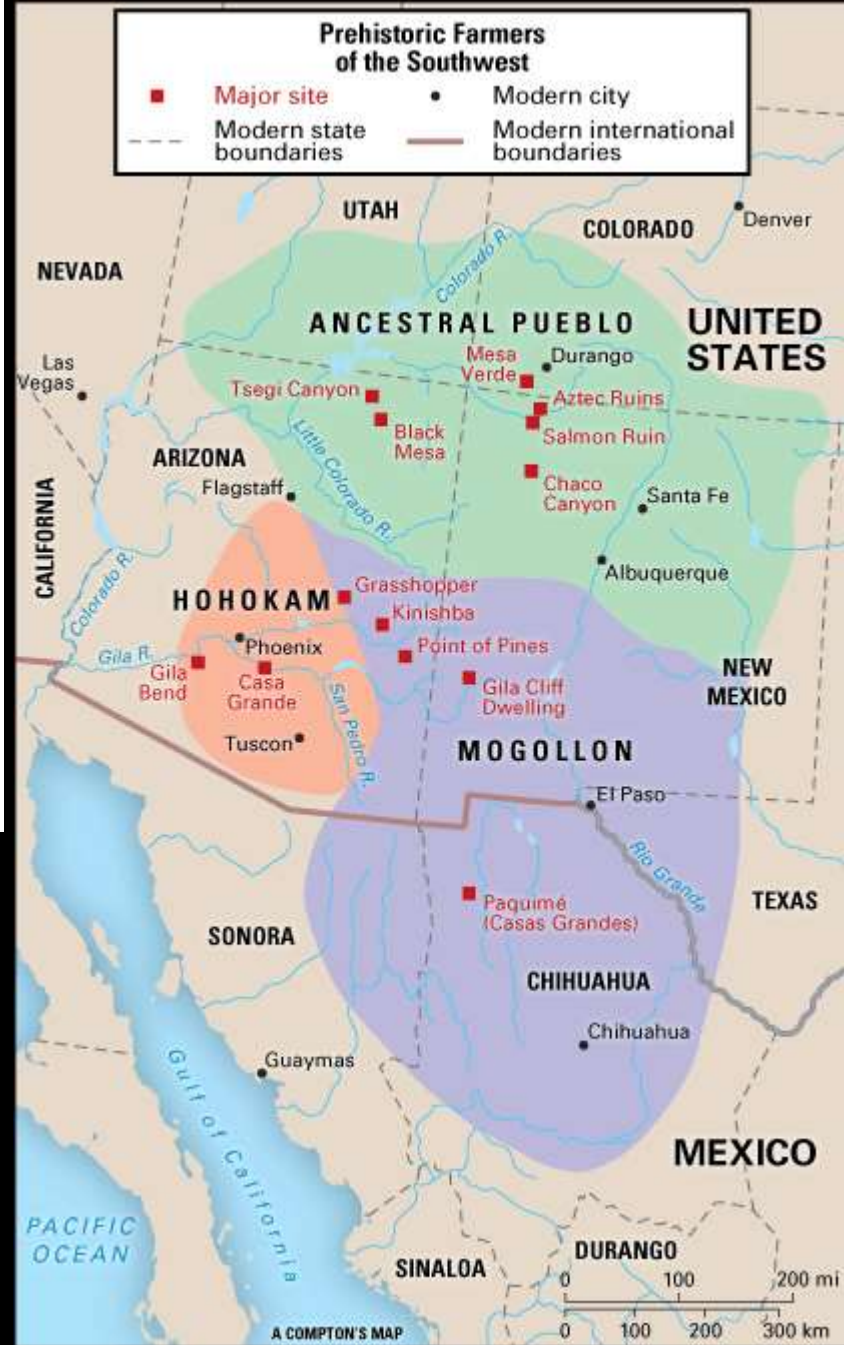 Prehistoric Farmers
of the Southwest
Major site
Modern city
Modern state
boundaries
Modern international
boundaries
UTAH
COLORADO
Denver
NEVADA
Colorado R.
ANCESTRAL PUEBLO
UNITED
STATES
Las
Vegas
Mesa
Verde
Durango
Tsegi Canyon
Aztec Ruins
Black
Mesa
Salmon Ruin
Little Colorado R.
ARIZONA
Flagstaff
Chaco
Canyon
Santa Fe
CALIFORNIA
Colorado R.
Albuquerque
HOHOKAM
Grasshopper
Kinishba
Phoenix
Point of Pines
Gila R.
Gila
Bend
Casa
Grande
Gila Cliff
Dwelling
NEW
MEXICO
San Pedro R.
Tuscon
MOGOLLON
El Paso
Rio Grande
Paquimé
(Casas Grandes)
TEXAS
SONORA
CHIHUAHUA
Chihuahua
Guaymas
Gulf of California
MEXICO
PACIFIC
OCEAN
SINALOA
DURANGO
0 100 200 mi
0 100 200 300 km
A COMPTON'S MAP